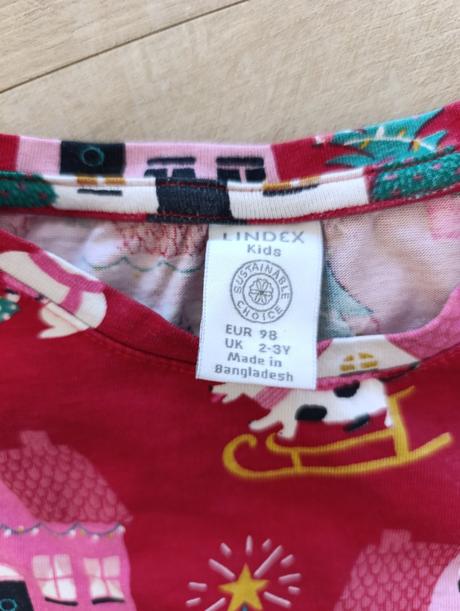 LINDEX
Kids
SUSTAINABLE
CHOICE
EUR 98
UK 2-3Y
Made in
Bangladesh